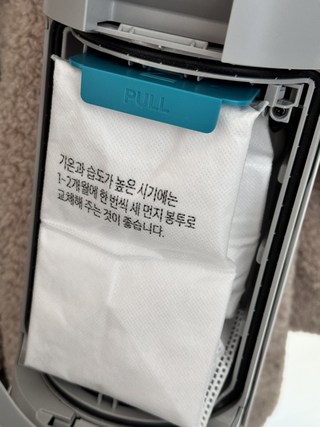 PULL
기온과 습도가 높은 시기에는
1~2개월에 한 번씩 새 먼지 봉투로
교체해 주는 것이 좋습니다.